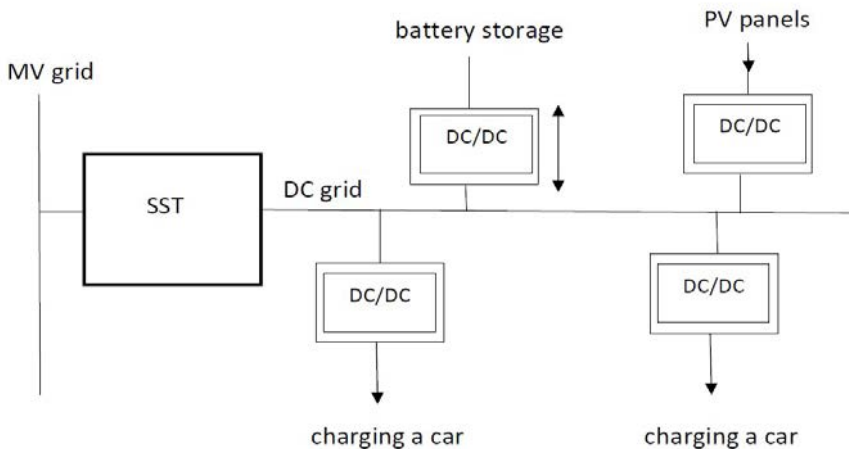 battery storage
PV panels
MV grid
DC/DC
DC/DC
SST
DC grid
DC/DC
DC/DC
charging a car
charging a car